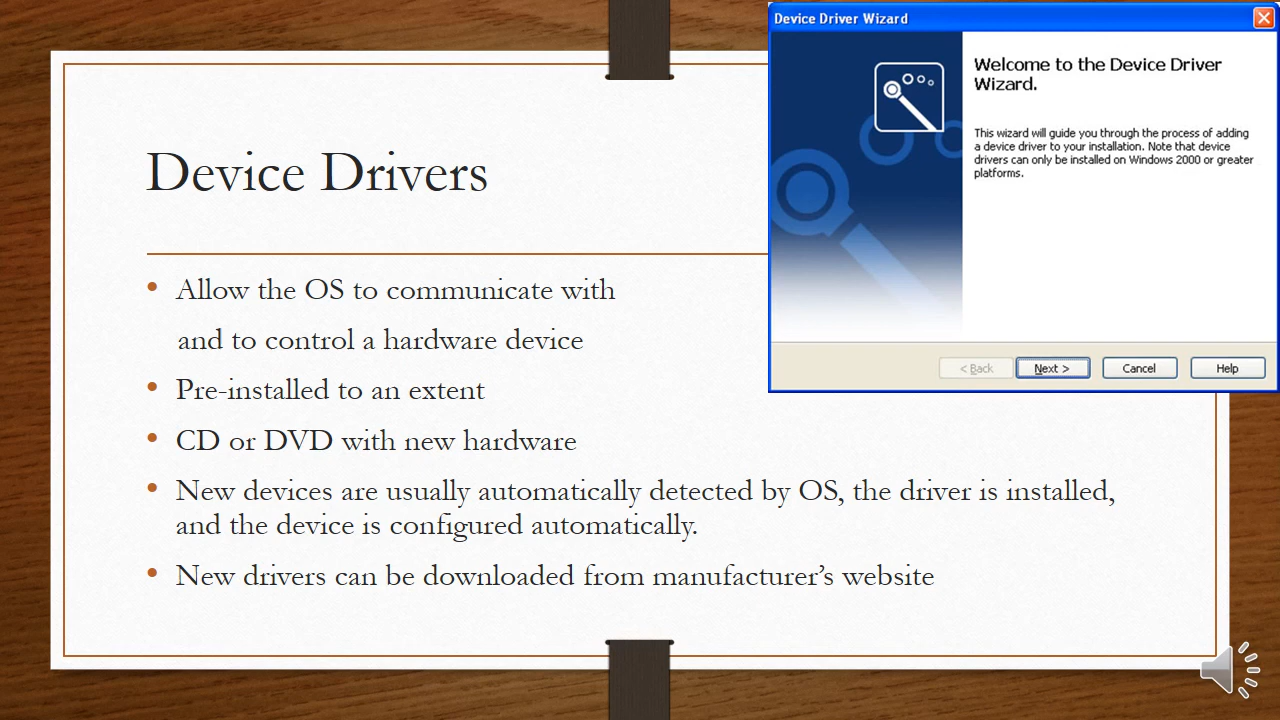 Device Driver Wizard
Welcome to the Device Driver
Wizard.
This wizard will guide you through the process of adding
a device driver to your installation. Note that device
drivers can only be installed on Windows 2000 or greater
platforms.
< Back
Next >
Cancel
Help
Device Drivers
• Allow the OS to communicate with
and to control a hardware device
• Pre-installed to an extent
• CD or DVD with new hardware
• New devices are usually automatically detected by OS, the driver is installed,
and the device is configured automatically.
• New drivers can be downloaded from manufacturer’s website